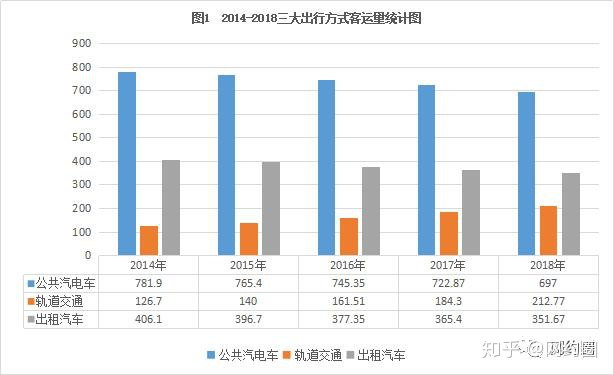 图1 2014-2018三大出行方式客运量统计图
900
800
700
600
500
400
300
200
100
0
2014年 2015年 2016年 2017年 2018年
公共汽电车 781.9 765.4 745.35 722.87 697
轨道交通 126.7 140 161.51 184.3 212.77
出租汽车 406.1 396.7 377.35 365.4 351.67
公共汽电车 轨道交通 出租汽车
知乎 @网约圈